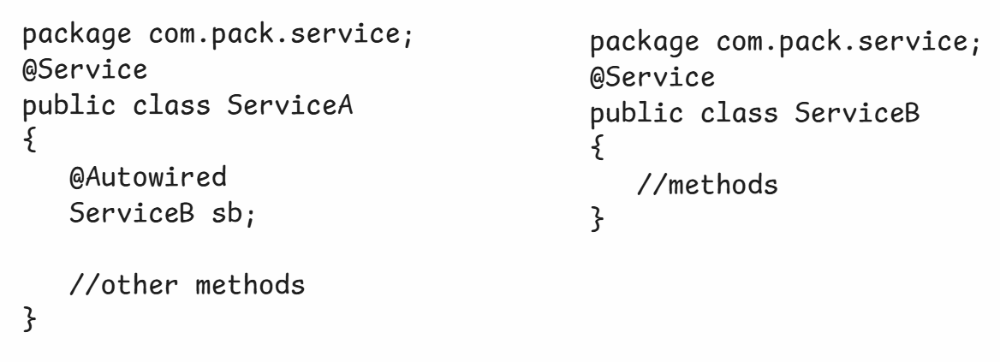 package com.pack.service;
@Service
public class ServiceA
{
@Autowired
ServiceB sb;
//other methods
}
package com.pack.service;
@Service
public class ServiceB
{
//methods
}